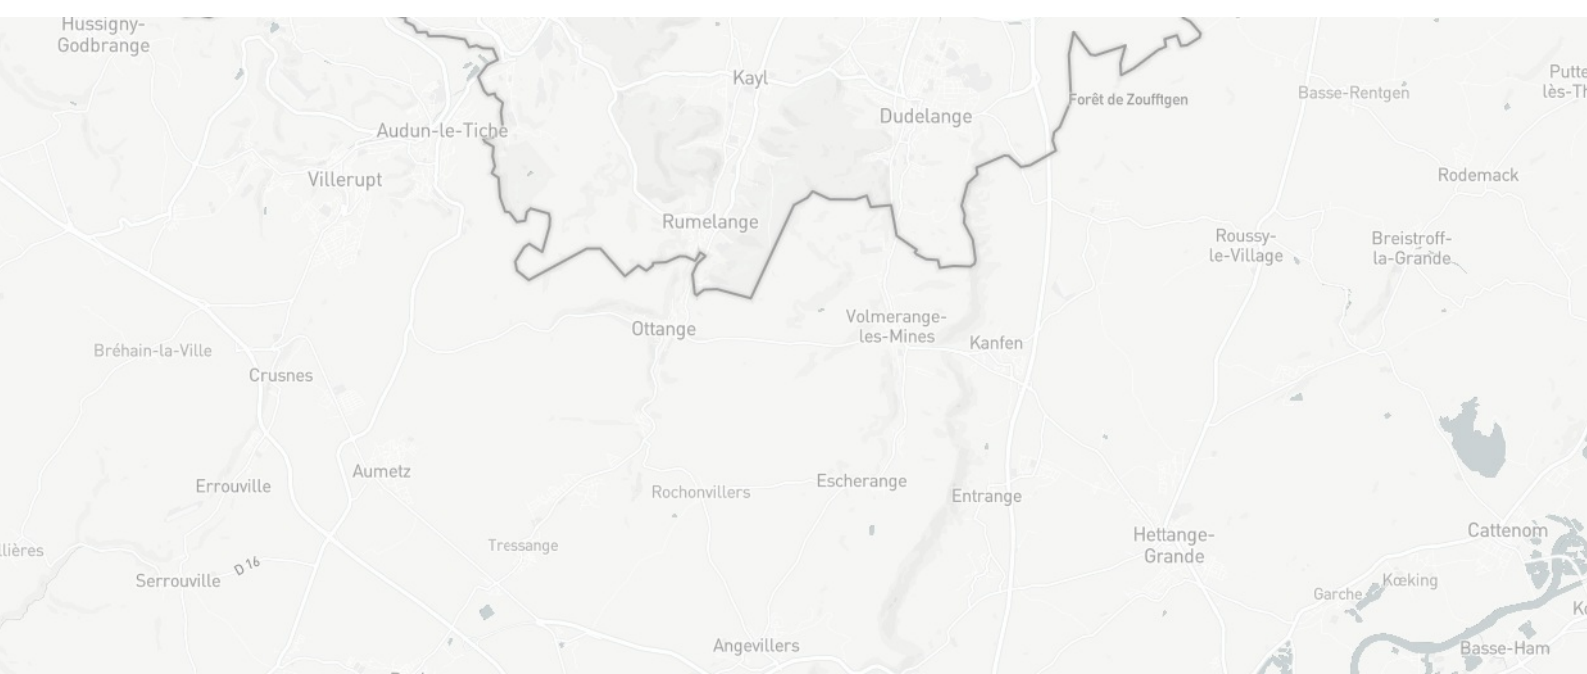 Hussigny-
Godbrange
Kayl
Putte
lès-Th
Basse-Rentgen
Forêt de Zoufftgen
Dudelange
Audun-le-Tiche
Villerupt
Rodemack
Rumelange
Roussy-
le-Village
Breistroff-
la-Grande
Volmerange-
les-Mines
Ottange
Kanfen
Bréhain-la-Ville
Crusnes
Aumetz
Errouville
Rochonvillers
Escherange
Entrange
Hettange-
Grande
Cattenom
Tressange
llières
Serrouville
D 16
Kœking
Garche
Ko
Angevillers
Basse-Ham